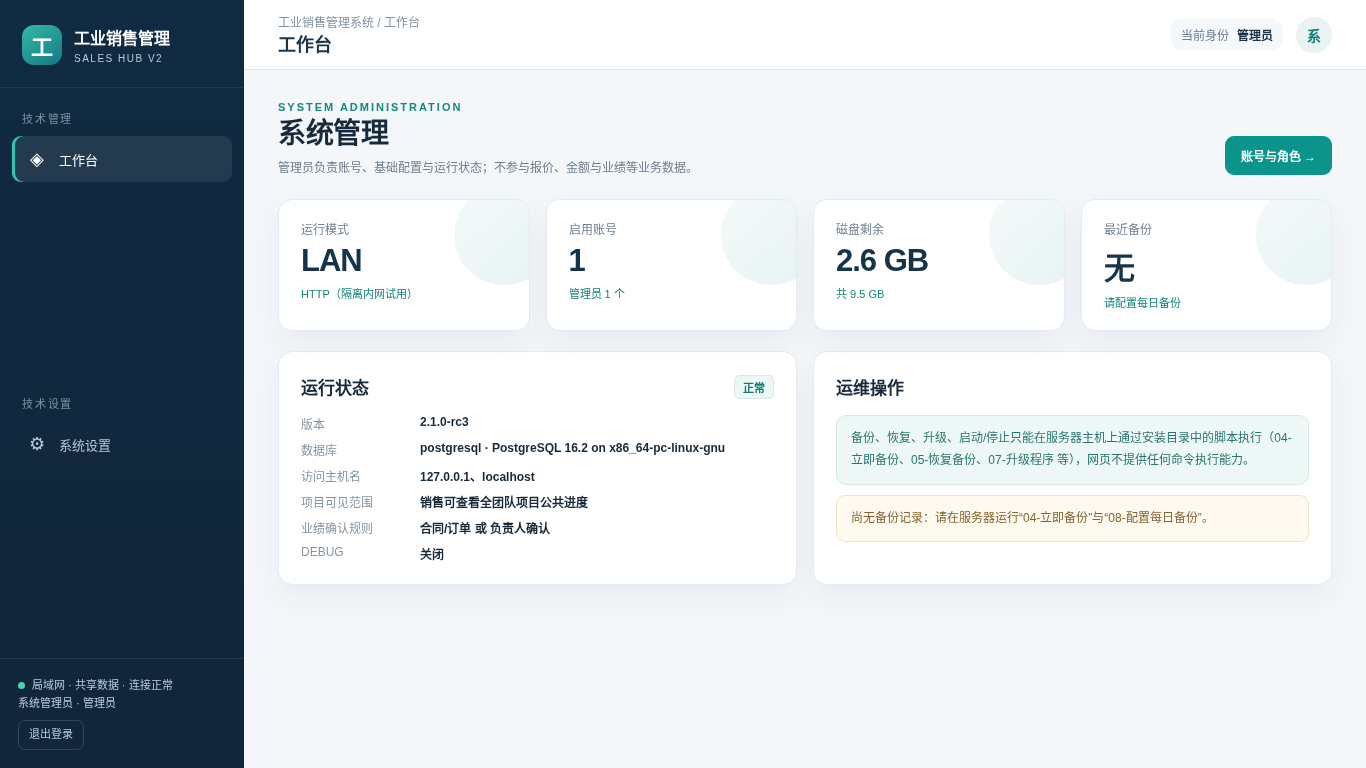 工
工业销售管理
SALES HUB V2
技术管理
◈ 工作台
技术设置
⚙ 系统设置
局域网 · 共享数据 · 连接正常
系统管理员 · 管理员
退出登录
工业销售管理系统 / 工作台
工作台
当前身份 管理员
系
SYSTEM ADMINISTRATION
系统管理
管理员负责账号、基础配置与运行状态；不参与报价、金额与业绩等业务数据。
账号与角色 →
运行模式
LAN
HTTP（隔离内网试用）
启用账号
1
管理员 1 个
磁盘剩余
2.6 GB
共 9.5 GB
最近备份
无
请配置每日备份
运行状态
正常
版本 2.1.0-rc3
数据库 postgresql · PostgreSQL 16.2 on x86_64-pc-linux-gnu
访问主机名 127.0.0.1、localhost
项目可见范围 销售可查看全团队项目公共进度
业绩确认规则 合同/订单 或 负责人确认
DEBUG 关闭
运维操作
备份、恢复、升级、启动/停止只能在服务器主机上通过安装目录中的脚本执行（04-
立即备份、05-恢复备份、07-升级程序 等），网页不提供任何命令执行能力。
尚无备份记录：请在服务器运行“04-立即备份”与“08-配置每日备份”。